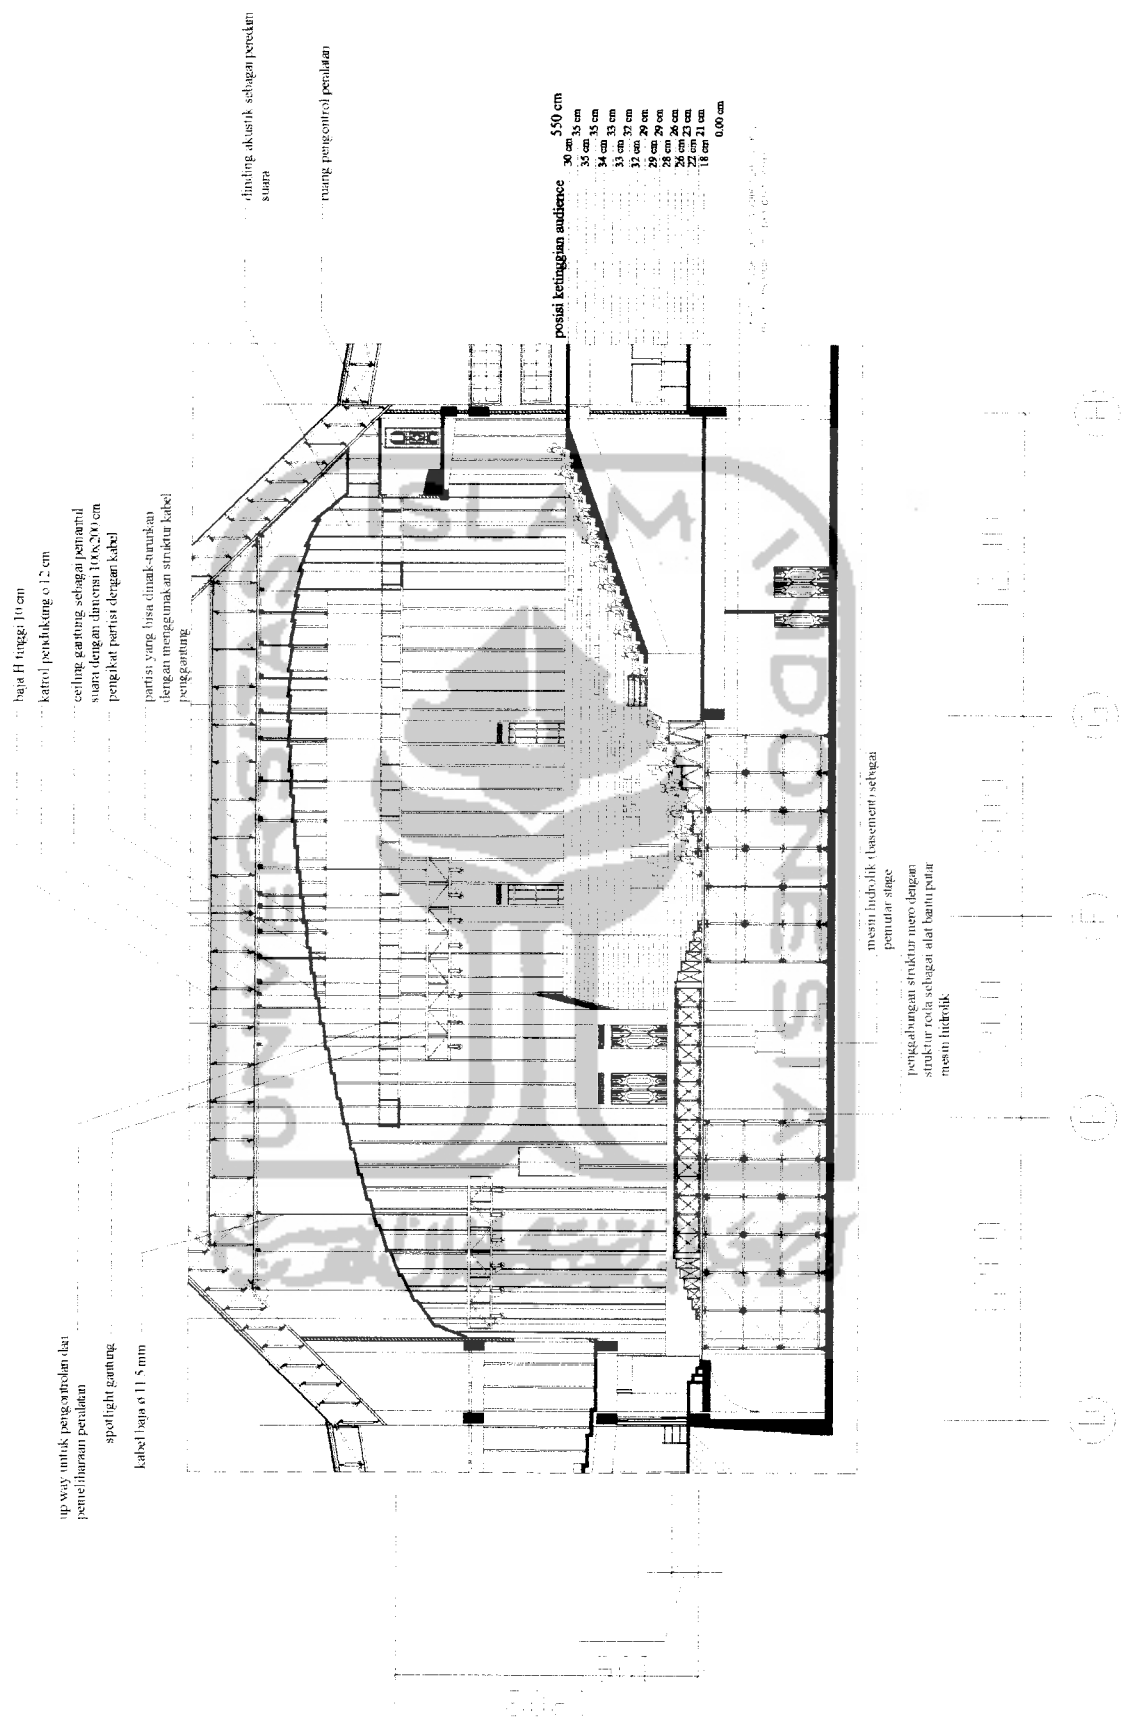 baja H tinggi 10 cm
katrol pendukung o 12 cm
ceiling gantung sebagai pemantul
suara dengan dimensi 100x200 cm
pengikat partisi dengan kabel
partisi yang bisa dinaik-turunkan
dengan menggunakan struktur kabel
penggantung
dinding akustik sebagai peredam
suara
ruang pengontrol peralatan
posisi ketinggian audience
550 cm
30 cm
35 cm
35 cm
35 cm
34 cm
33 cm
33 cm
32 cm
32 cm
29 cm
29 cm
29 cm
28 cm
26 cm
26 cm
23 cm
22 cm
21 cm
18 cm
0.00 cm
up way untuk pengontrolan dan
pemeliharaan peralatan
spotlight gantung
kabel baja ø 11.5 mm
mesin hidrolik (basement) sebagai
pemutar stage
penggabungan struktur mero dengan
struktur roda sebagai alat bantu putar
mesin hidrolik
UNIVERSITAS
ISLAM
INDONESIA
H
G
F
E
D